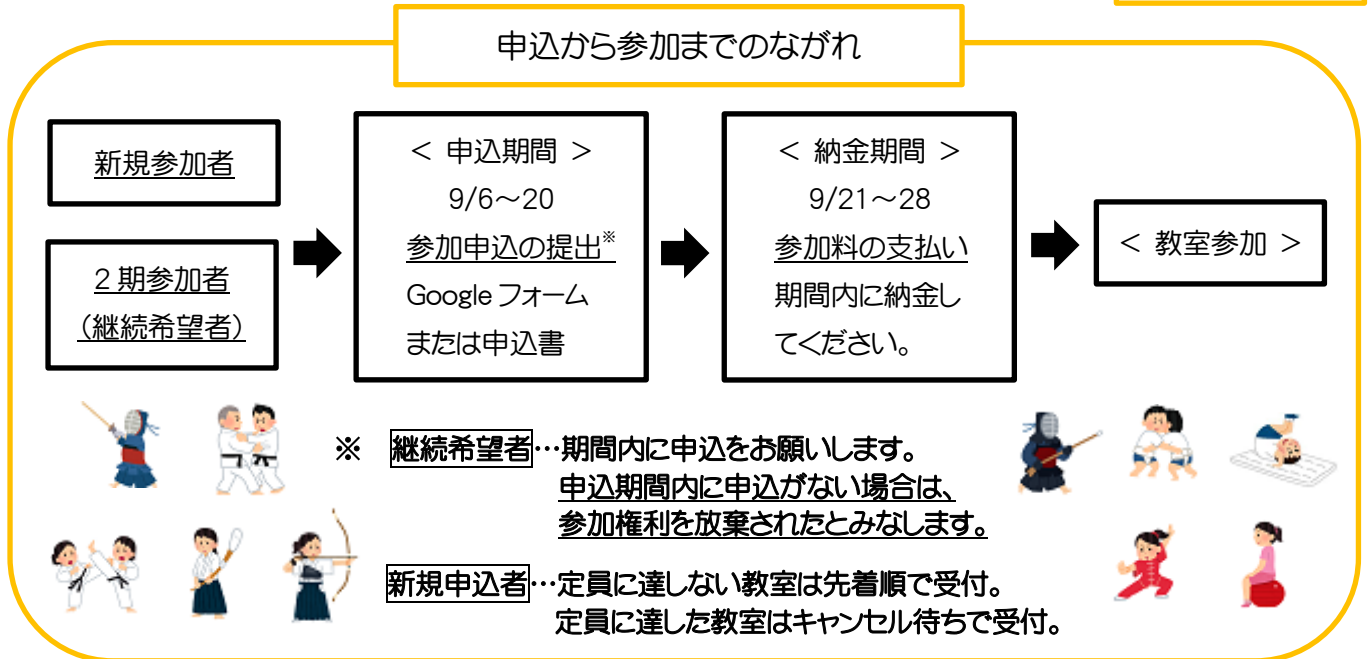 申込から参加までのながれ
新規参加者
2期参加者
(継続希望者)
< 申込期間 >
9/6~20
参加申込の提出※
Googleフォーム
または申込書
< 納金期間 >
9/21~28
参加料の支払い
期間内に納金し
てください。
< 教室参加 >
※ 継続希望者…期間内に申込をお願いします。
申込期間内に申込がない場合は、
参加権利を放棄されたとみなします。
新規申込者…定員に達しない教室は先着順で受付。
定員に達した教室はキャンセル待ちで受付。